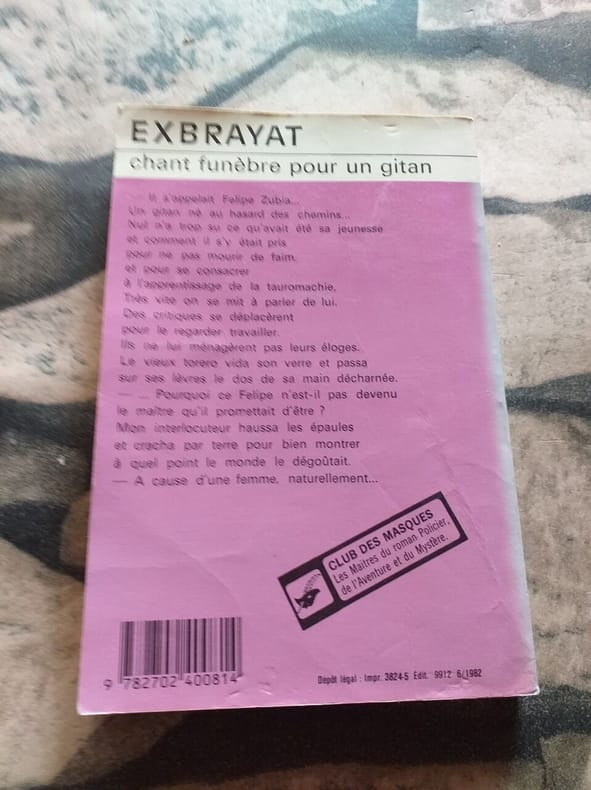 EXBRAYAT
chant funèbre pour un gitan
— Il s'appelait Felipe Zubia...
Un gitan né au hasard des chemins...
Nul n'a trop su ce qu'avait été sa jeunesse
et comment il s'y était pris
pour ne pas mourir de faim,
et pour se consacrer
à l'apprentissage de la tauromachie.
Très vite on se mit à parler de lui.
Des critiques se déplacèrent
pour le regarder travailler.
Ils ne lui ménagèrent pas leurs éloges.
Le vieux torero vida son verre et passa
sur ses lèvres le dos de sa main décharnée.
— ... Pourquoi ce Felipe n'est-il pas devenu
le maître qu'il promettait d'être ?
Mon interlocuteur haussa les épaules
et cracha par terre pour bien montrer
à quel point le monde le dégoûtait.
— A cause d'une femme, naturellement...
CLUB DES MASQUES
Les Maîtres du roman Policier,
de l'Aventure et du Mystère.
9 782702 400814
Dépôt légal : Impr. 3824-5 Edit. 9912 6/1982